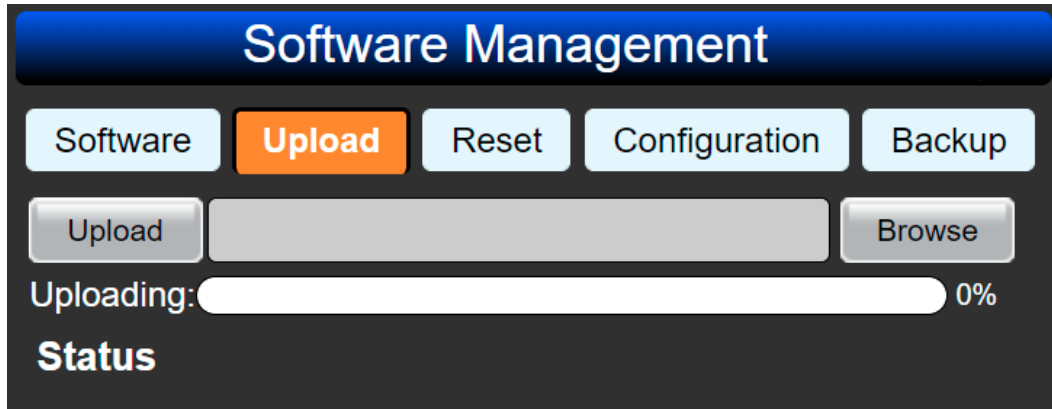 Software Management
Software Upload Reset Configuration Backup
Upload Browse
Uploading: 0%
Status